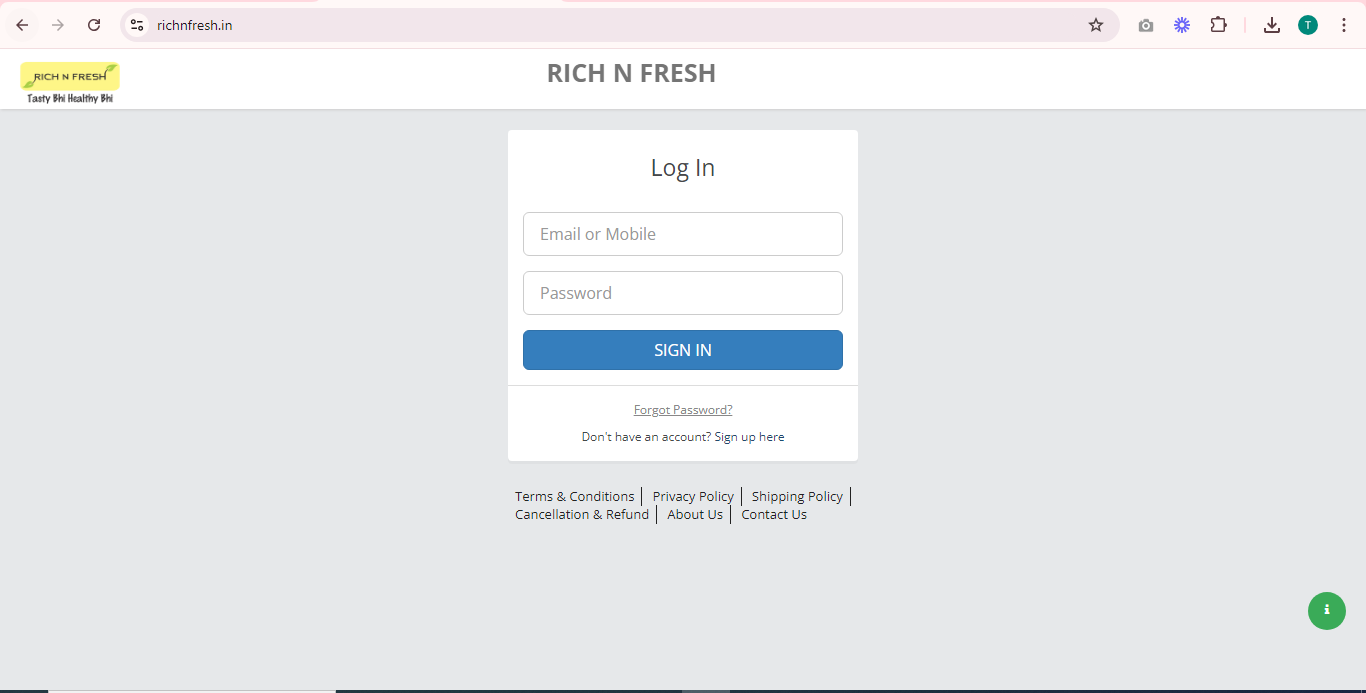 richnfresh.in
T
RICH N FRESH
Tasty Bhi Healthy Bhi
RICH N FRESH
Log In
Email or Mobile
Password
SIGN IN
Forgot Password?
Don't have an account? Sign up here
Terms & Conditions Privacy Policy Shipping Policy
Cancellation & Refund About Us Contact Us
i